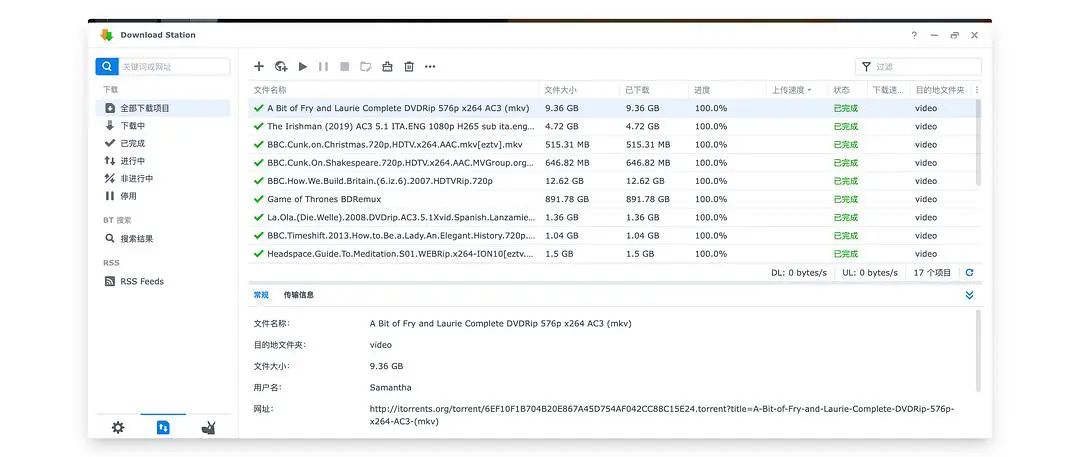 Download Station
关键词或网址
过滤
下载
全部下载项目
下载中
已完成
进行中
非进行中
停用
BT 搜索
搜索结果
RSS
RSS Feeds
文件名称 文件大小 已下载 进度 上传速度 状态 下载速... 目的地文件夹
A Bit of Fry and Laurie Complete DVDRip 576p x264 AC3 (mkv) 9.36 GB 9.36 GB 100.0% 已完成 video
The Irishman (2019) AC3 5.1 ITA.ENG 1080p H265 sub ita.eng... 4.72 GB 4.72 GB 100.0% 已完成 video
BBC.Cunk.on.Christmas.720p.HDTV.x264.AAC.mkv[eztv].mkv 515.31 MB 515.31 MB 100.0% 已完成 video
BBC.Cunk.On.Shakespeare.720p.HDTV.x264.AAC.MVGroup.org... 646.82 MB 646.82 MB 100.0% 已完成 video
BBC.How.We.Build.Britain.(6.iz.6).2007.HDTVRip.720p 12.62 GB 12.62 GB 100.0% 已完成 video
Game of Thrones BDRemux 891.78 GB 891.78 GB 100.0% 已完成 video
La.Ola.(Die.Welle).2008.DVDrip.AC3.5.1Xvid.Spanish.Lanzamie... 1.36 GB 1.36 GB 100.0% 已完成 video
BBC.Timeshift.2013.How.to.Be.a.Lady.An.Elegant.History.720p.... 1.04 GB 1.04 GB 100.0% 已完成 video
Headspace.Guide.To.Meditation.S01.WEBRip.x264-ION10[eztv.... 1.5 GB 1.5 GB 100.0% 已完成 video
DL: 0 bytes/s UL: 0 bytes/s 17 个项目
常规 传输信息
文件名称: A Bit of Fry and Laurie Complete DVDRip 576p x264 AC3 (mkv)
目的地文件夹: video
文件大小: 9.36 GB
用户名: Samantha
网址: http://itorrents.org/torrent/6EF10F1B704B20E867A45D754AF042CC88C15E24.torrent?title=A-Bit-of-Fry-and-Laurie-Complete-DVDRip-576p-
x264-AC3-(mkv)